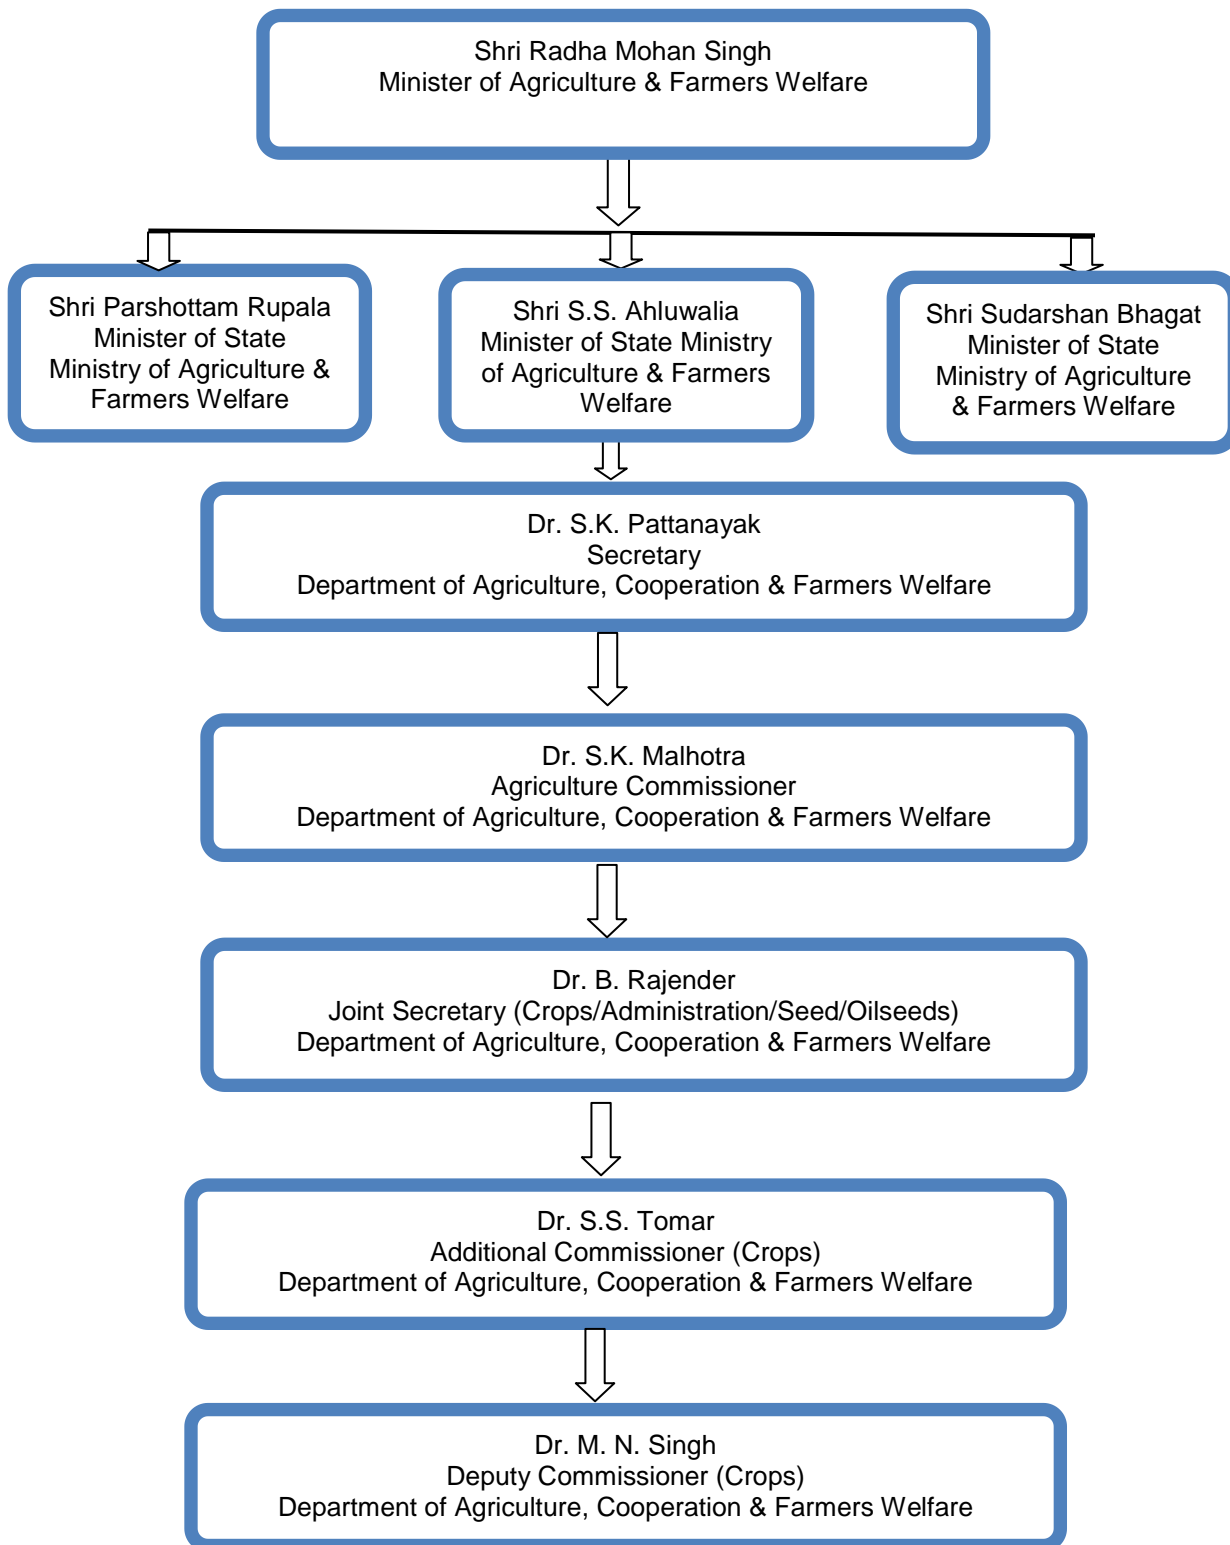 Shri Radha Mohan Singh
Minister of Agriculture & Farmers Welfare
Shri Parshottam Rupala
Minister of State
Ministry of Agriculture &
Farmers Welfare
Shri S.S. Ahluwalia
Minister of State Ministry
of Agriculture & Farmers
Welfare
Shri Sudarshan Bhagat
Minister of State
Ministry of Agriculture
& Farmers Welfare
Dr. S.K. Pattanayak
Secretary
Department of Agriculture, Cooperation & Farmers Welfare
Dr. S.K. Malhotra
Agriculture Commissioner
Department of Agriculture, Cooperation & Farmers Welfare
Dr. B. Rajender
Joint Secretary (Crops/Administration/Seed/Oilseeds)
Department of Agriculture, Cooperation & Farmers Welfare
Dr. S.S. Tomar
Additional Commissioner (Crops)
Department of Agriculture, Cooperation & Farmers Welfare
Dr. M. N. Singh
Deputy Commissioner (Crops)
Department of Agriculture, Cooperation & Farmers Welfare